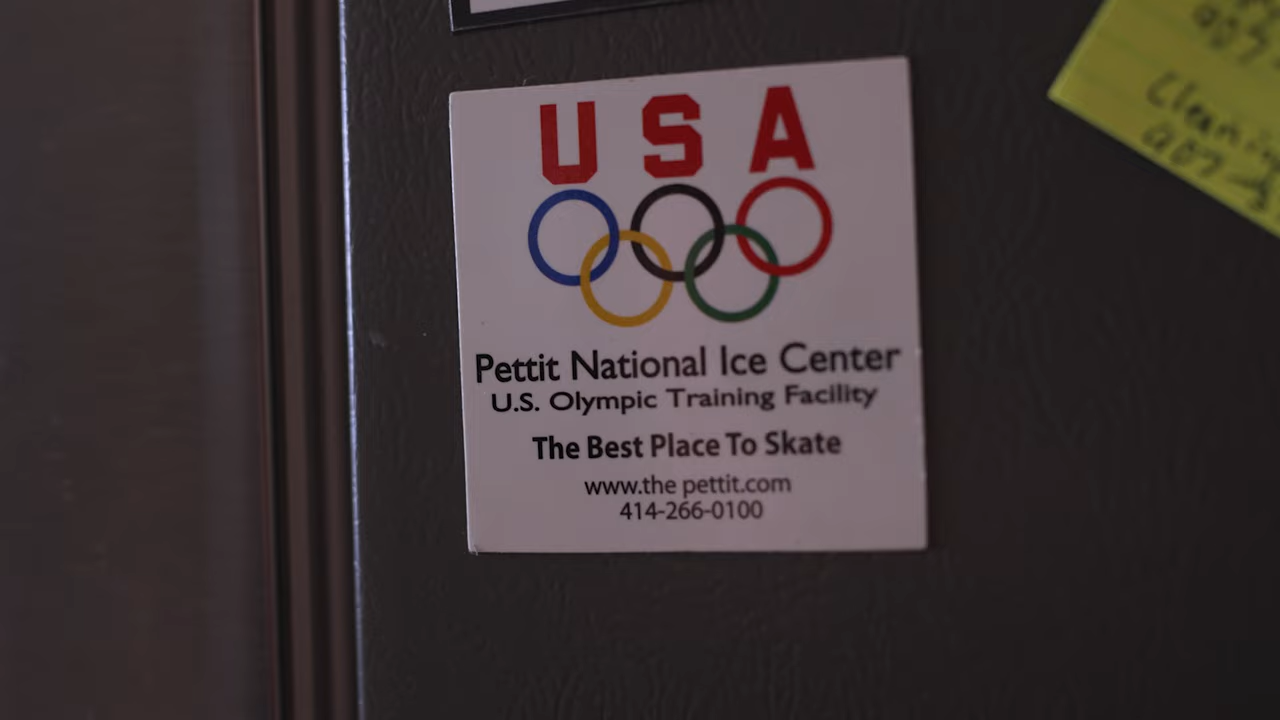 USA
Pettit National Ice Center
U.S. Olympic Training Facility
The Best Place To Skate
www.the pettit.com
414-266-0100